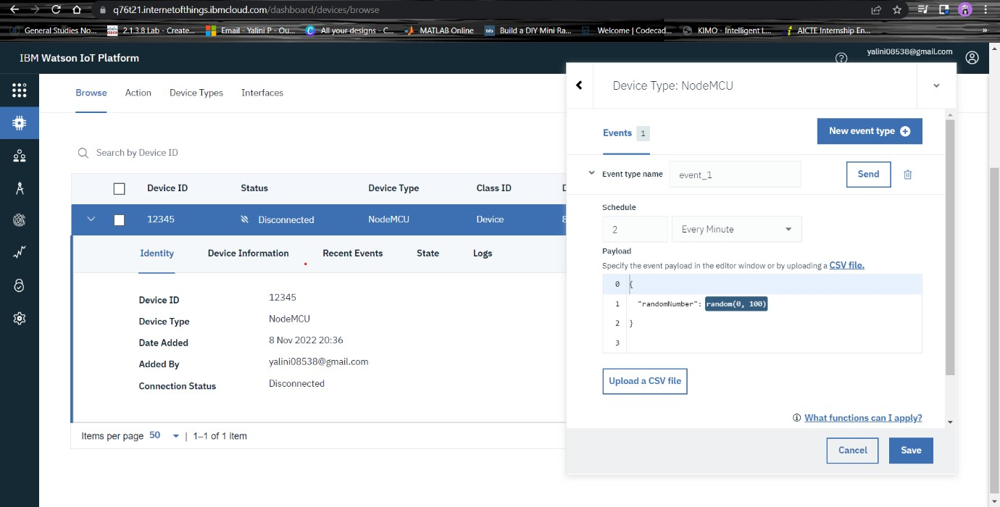 q76t21.internetofthings.ibmcloud.com/dashboard/devices/browse
General Studies No... 2.1.3.8 Lab - Create... Email - Yalini P - Ou... All your designs - C... MATLAB Online Build a DIY Mini Ra... Welcome | Codecad... KIMO - Intelligent L... AICTE Internship En... »
IBM Watson IoT Platform
yalini08538@gmail.com
Browse Action Device Types Interfaces
Search by Device ID
Device ID Status Device Type Class ID
12345 Disconnected NodeMCU Device
Identity Device Information Recent Events State Logs
Device ID 12345
Device Type NodeMCU
Date Added 8 Nov 2022 20:36
Added By yalini08538@gmail.com
Connection Status Disconnected
Items per page 50 | 1–1 of 1 item
Device Type: NodeMCU
Events 1 New event type
Event type name event_1 Send
Schedule
2 Every Minute
Payload
Specify the event payload in the editor window or by uploading a CSV file.
0 {
1 "randomNumber": random(0, 100)
2 }
3
Upload a CSV file
What functions can I apply?
Cancel Save